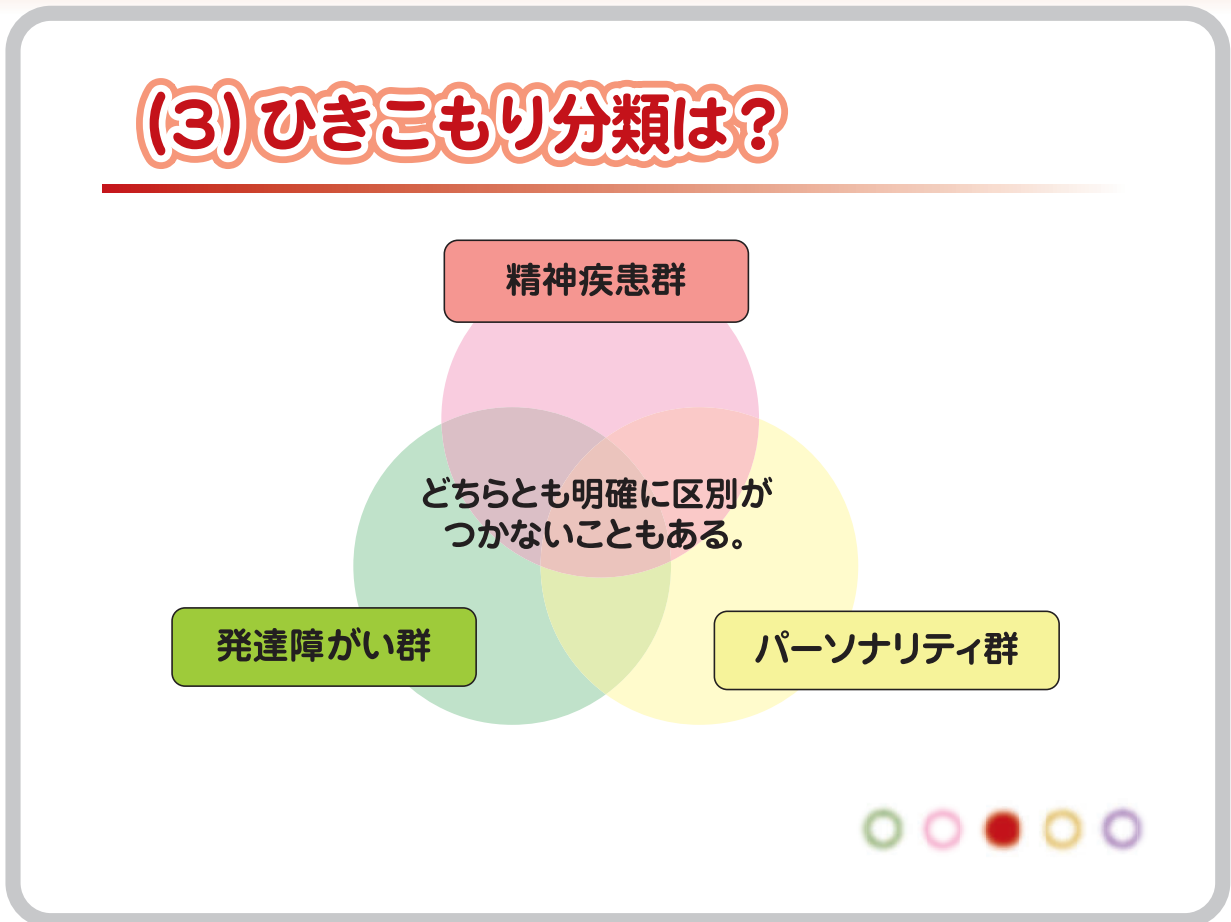 (3)ひきこもり分類は?
精神疾患群
どちらとも明確に区別が
つかないこともある。
発達障がい群
パーソナリティ群